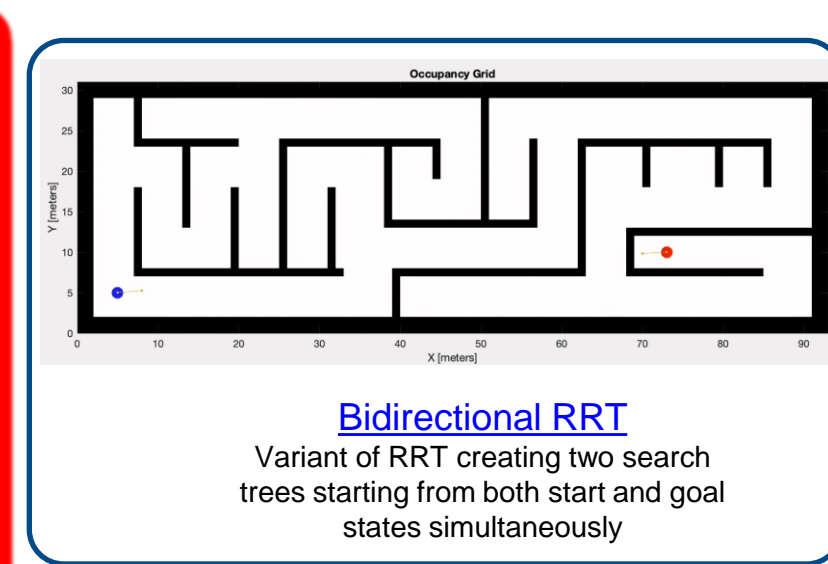 Occupancy Grid
30
25
20
15
10
5
0
Y [meters]
0 10 20 30 40 50 60 70 80 90
X [meters]
Bidirectional RRT
Variant of RRT creating two search
trees starting from both start and goal
states simultaneously